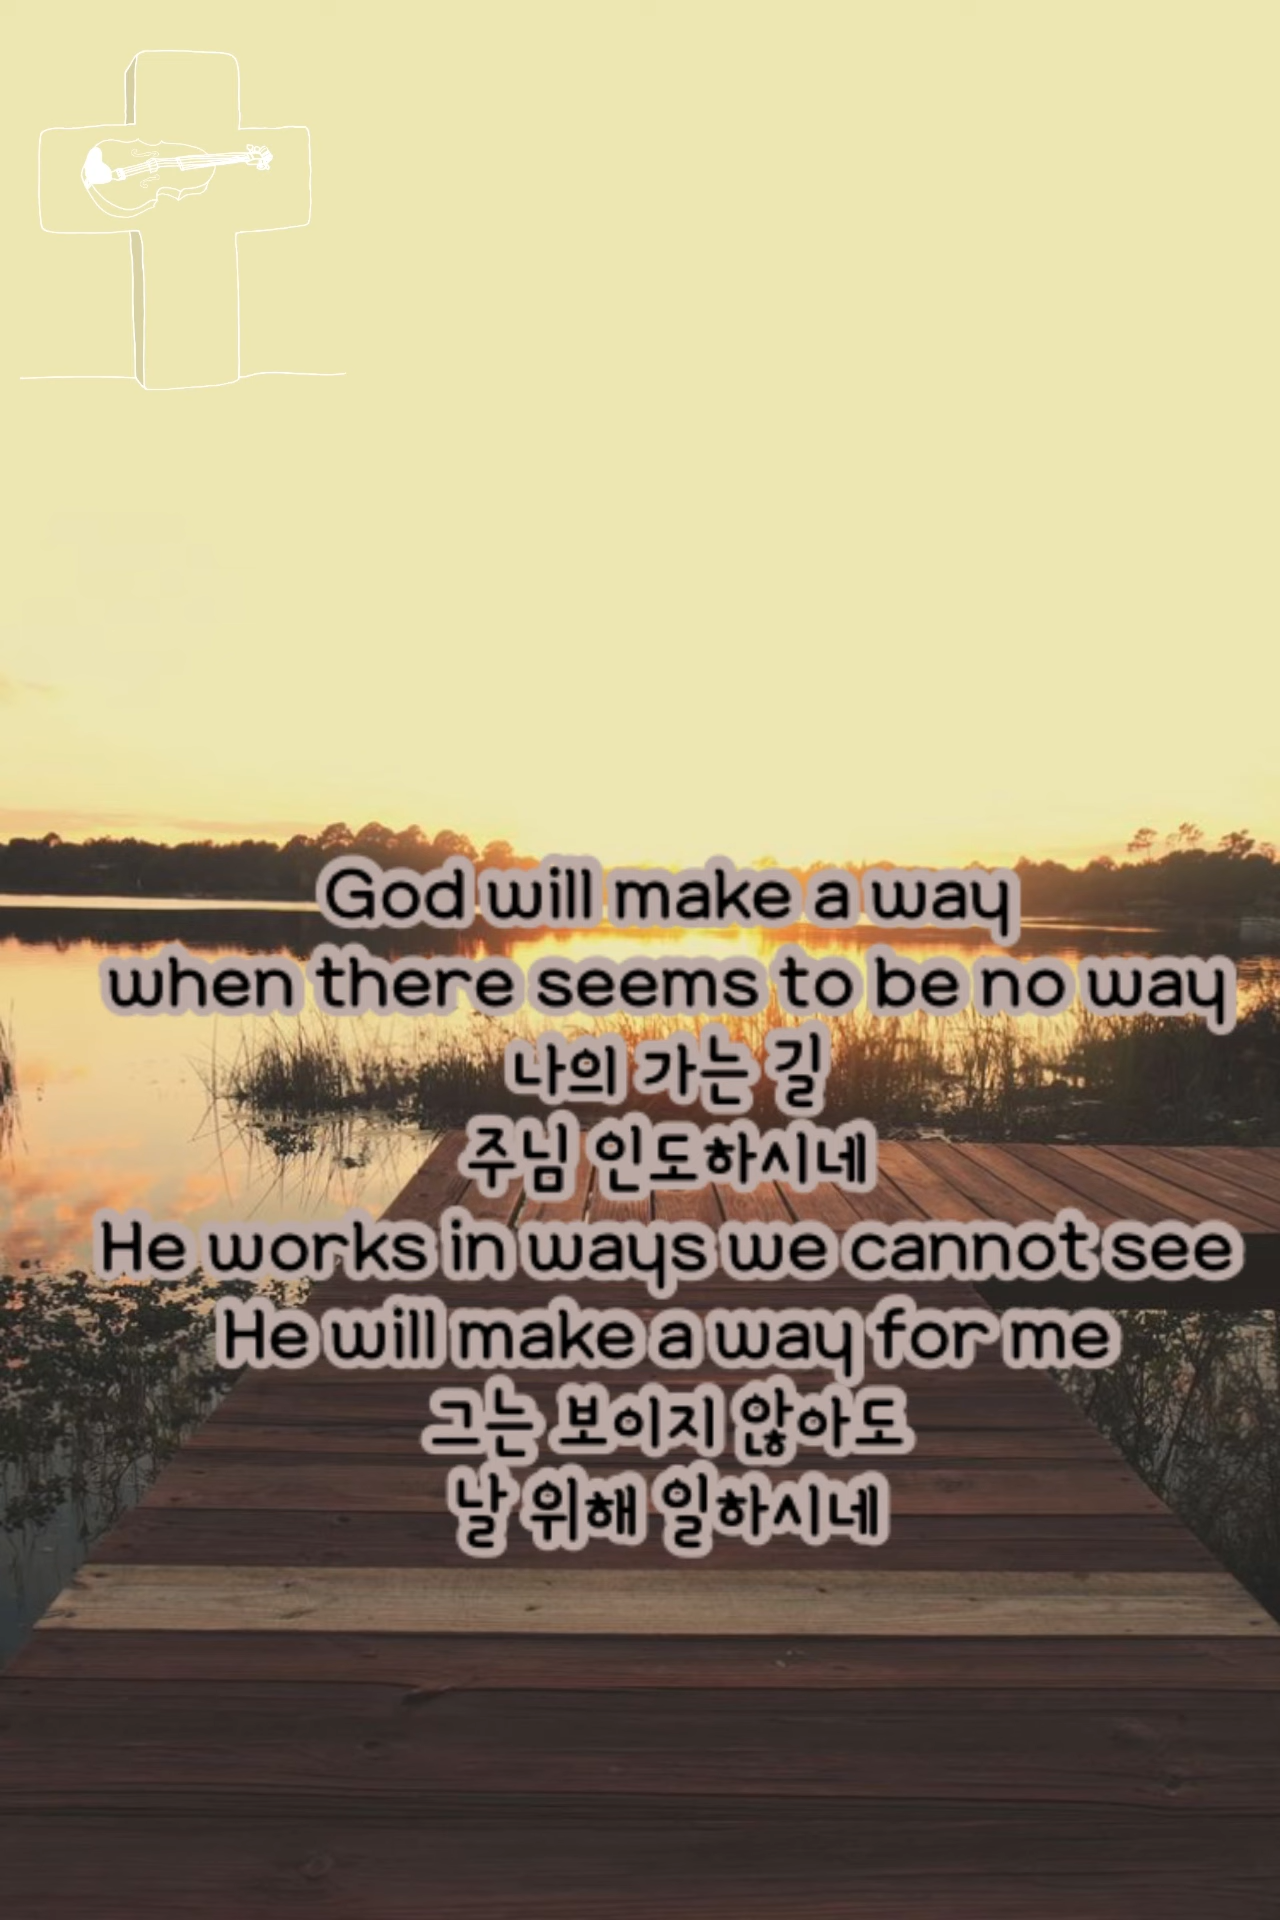 God will make a way
when there seems to be no way
나의 가는 길
주님 인도하시네
He works in ways we cannot see
He will make a way for me
그는 보이지 않아도
날 위해 일하시네